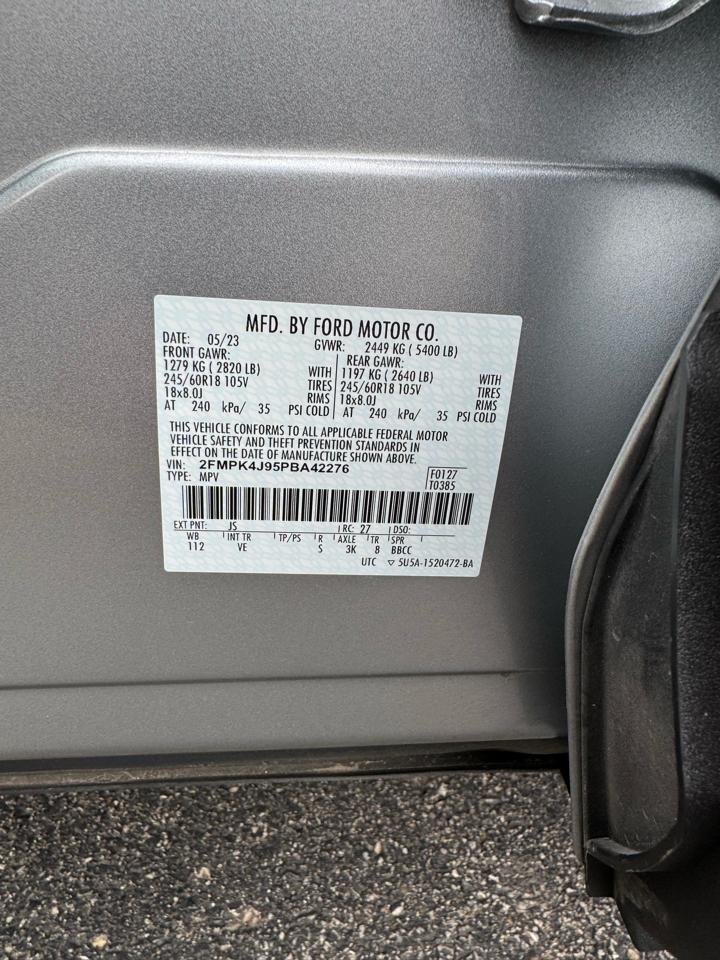 MFD. BY FORD MOTOR CO.
DATE: 05/23 GVWR: 2449 KG ( 5400 LB)
FRONT GAWR: REAR GAWR:
1279 KG ( 2820 LB) WITH 1197 KG ( 2640 LB) WITH
245/60R18 105V TIRES 245/60R18 105V TIRES
18x8.0J RIMS 18x8.0J RIMS
AT 240 kPa/ 35 PSI COLD AT 240 kPa/ 35 PSI COLD
THIS VEHICLE CONFORMS TO ALL APPLICABLE FEDERAL MOTOR
VEHICLE SAFETY AND THEFT PREVENTION STANDARDS IN
EFFECT ON THE DATE OF MANUFACTURE SHOWN ABOVE.
VIN: 2FMPK4J95PBA42276 F0127
TYPE: MPV T0385
EXT PNT: JS RC: 27 DSO:
WB INT TR TP/PS R AXLE TR SPR
112 VE S 3K 8 BBCC
UTC ▽ 5U5A-1520472-BA